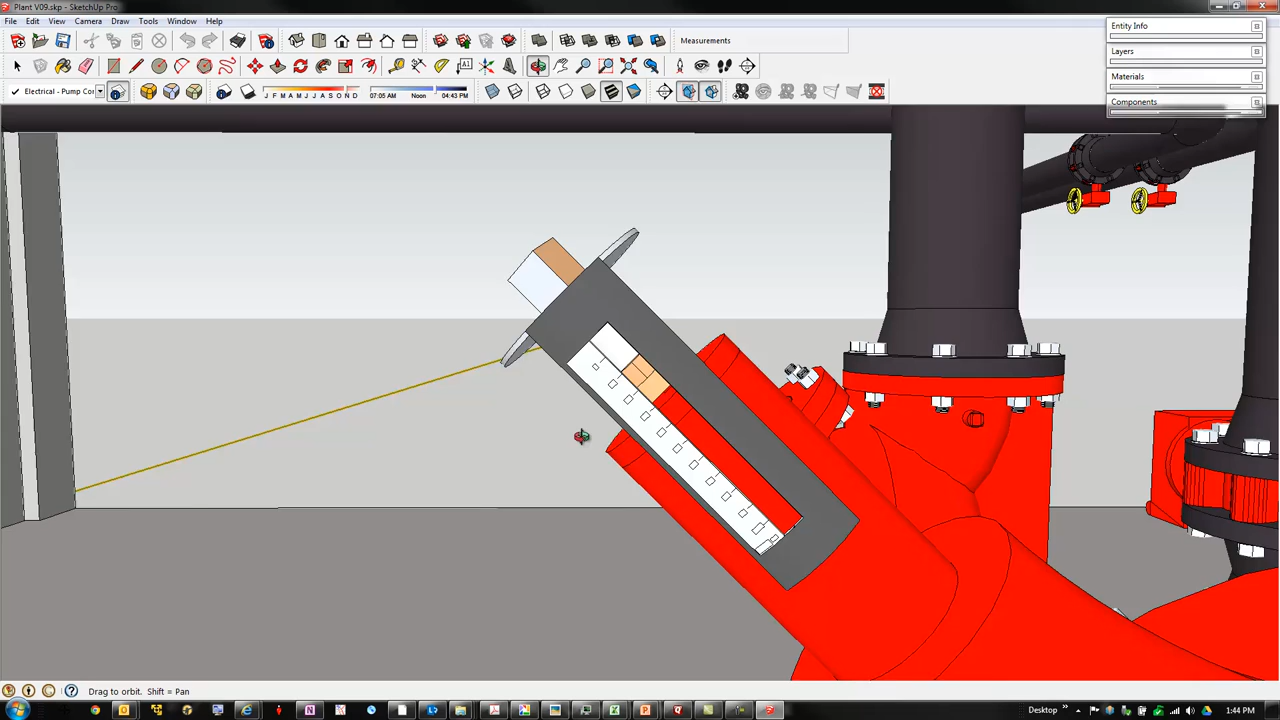 Plant V09.skp - SketchUp Pro
File Edit View Camera Draw Tools Window Help
Entity Info
Measurements
Layers
Materials
Electrical - Pump Cor
J F M A M J J A S O N D
07:05 AM Noon 04:43 PM
Components
Drag to orbit. Shift = Pan
Desktop
1:44 PM